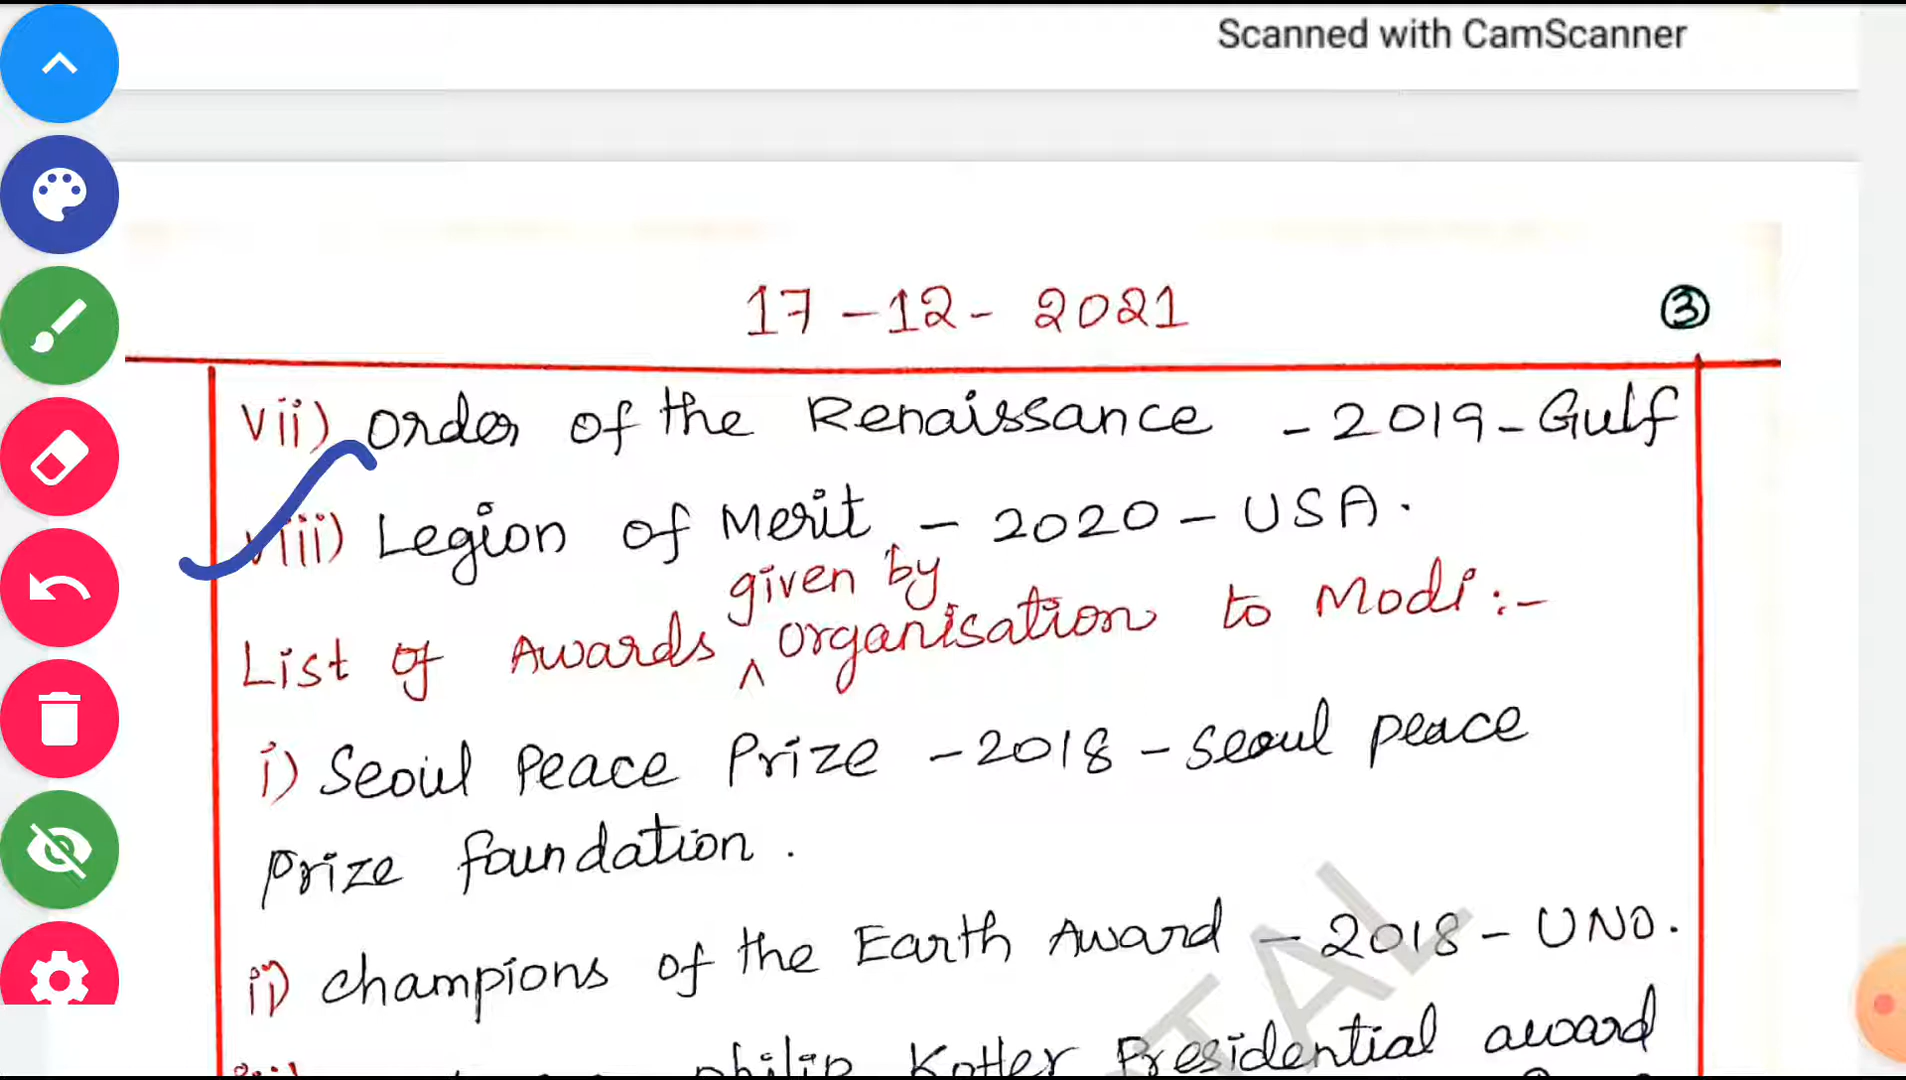 Scanned with CamScanner
17-12-2021 3
vii) Order of the Renaissance - 2019 - Gulf
viii) Legion of Merit - 2020 - USA.
given by
List of Awards ^ Organisation to Modi :-
i) Seoul Peace Prize - 2018 - Seoul peace
Prize foundation.
ii) Champions of the Earth Award - 2018 - UNO.
philip Kotler Presidential award
TAL